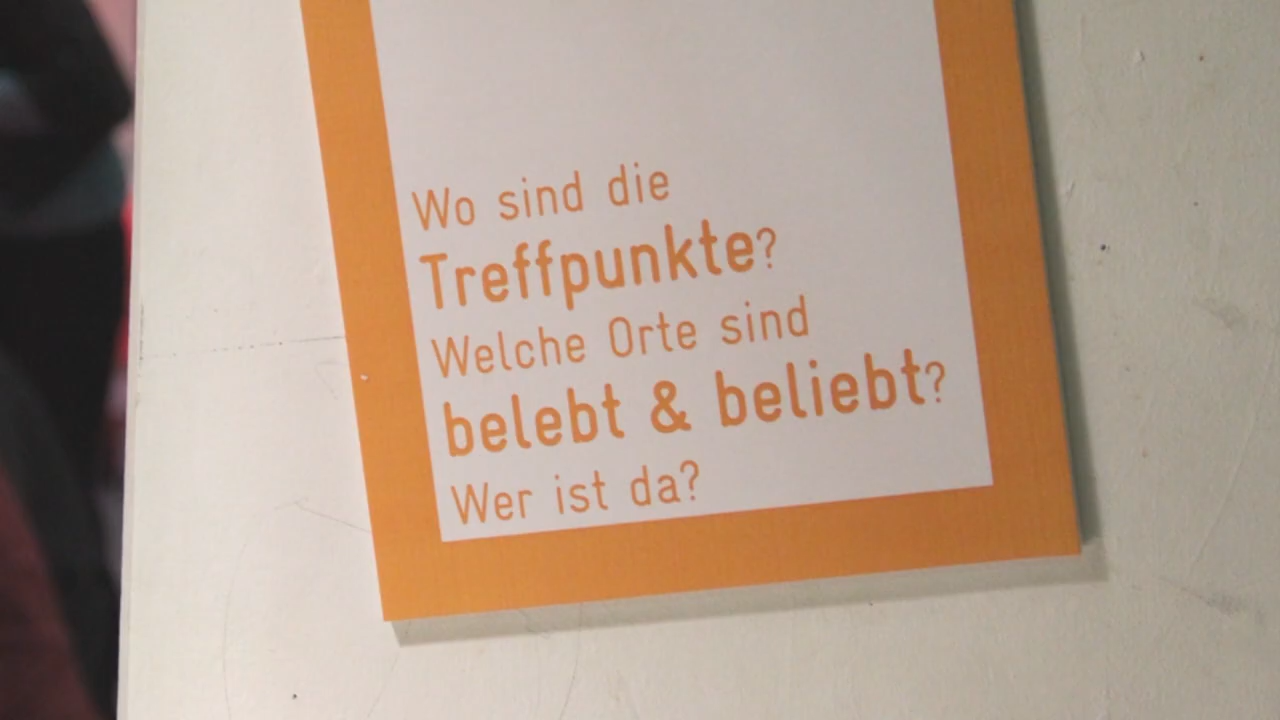 Wo sind die
Treffpunkte?
Welche Orte sind
belebt & beliebt?
Wer ist da?